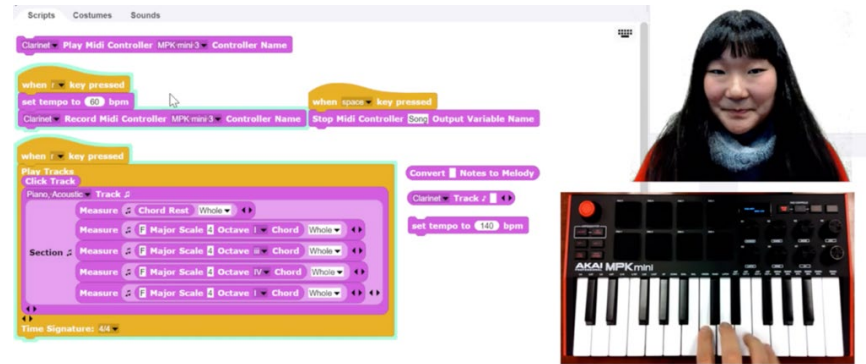 Scripts Costumes Sounds
Clarinet Play Midi Controller MPK mini 3 Controller Name
when r key pressed
set tempo to 60 bpm
Clarinet Record Midi Controller MPK mini 3 Controller Name
when space key pressed
Stop Midi Controller Song Output Variable Name
when r key pressed
Play Tracks
Click Track
Piano, Acoustic Track
Measure Chord Rest Whole
Measure F Major Scale 4 Octave I Chord Whole
Section Measure F Major Scale 4 Octave Chord Whole
Measure F Major Scale 4 Octave IV Chord Whole
Measure F Major Scale 4 Octave I Chord Whole
Time Signature: 4/4
Convert Notes to Melody
Clarinet Track
set tempo to 140 bpm
AKAI MPKmini